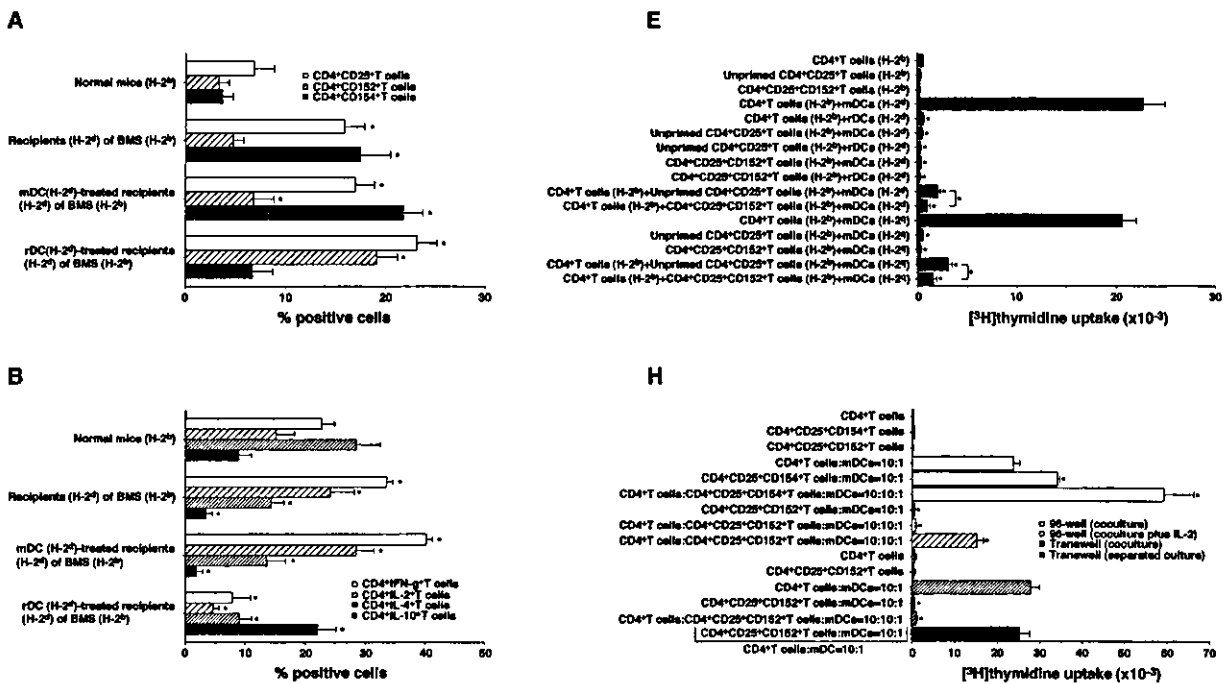 A
Normal mice (H-2ᵇ)
Recipients (H-2ᵈ) of BMS (H-2ᵇ)
mDC(H-2ᵈ)-treated recipients
(H-2ᵈ) of BMS (H-2ᵇ)
rDC(H-2ᵈ)-treated recipients
(H-2ᵈ) of BMS (H-2ᵇ)
CD4⁺CD25⁺T cells
CD4⁺CD152⁺T cells
CD4⁺CD154⁺T cells
0 10 20 30
% positive cells
B
Normal mice (H-2ᵇ)
Recipients (H-2ᵈ) of BMS (H-2ᵇ)
mDC (H-2ᵈ)-treated recipients
(H-2ᵈ) of BMS (H-2ᵇ)
rDC (H-2ᵈ)-treated recipients
(H-2ᵈ) of BMS (H-2ᵇ)
CD4⁺IFN-g⁺T cells
CD4⁺IL-2⁺T cells
CD4⁺IL-4⁺T cells
CD4⁺IL-10⁺T cells
0 10 20 30 40 50
% positive cells
E
CD4⁺T cells (H-2ᵇ)
Unprimed CD4⁺CD25⁺T cells (H-2ᵇ)
CD4⁺CD25⁺CD152⁺T cells (H-2ᵇ)
CD4⁺T cells (H-2ᵇ)+mDCs (H-2ᵈ)
CD4⁺T cells (H-2ᵇ)+rDCs (H-2ᵈ)
Unprimed CD4⁺CD25⁺T cells (H-2ᵇ)+mDCs (H-2ᵈ)
Unprimed CD4⁺CD25⁺T cells (H-2ᵇ)+rDCs (H-2ᵈ)
CD4⁺CD25⁺CD152⁺T cells (H-2ᵇ)+mDCs (H-2ᵈ)
CD4⁺CD25⁺CD152⁺T cells (H-2ᵇ)+rDCs (H-2ᵈ)
CD4⁺T cells (H-2ᵇ)+Unprimed CD4⁺CD25⁺T cells (H-2ᵇ)+mDCs (H-2ᵈ)
CD4⁺T cells (H-2ᵇ)+CD4⁺CD25⁺CD152⁺T cells (H-2ᵇ)+mDCs (H-2ᵈ)
CD4⁺T cells (H-2ᵇ)+mDCs (H-2q)
Unprimed CD4⁺CD25⁺T cells (H-2ᵇ)+mDCs (H-2q)
CD4⁺CD25⁺CD152⁺T cells (H-2ᵇ)+mDCs (H-2q)
CD4⁺T cells (H-2ᵇ)+Unprimed CD4⁺CD25⁺T cells (H-2ᵇ)+mDCs (H-2q)
CD4⁺T cells (H-2ᵇ)+CD4⁺CD25⁺CD152⁺T cells (H-2ᵇ)+mDCs (H-2q)
0 10 20 30
[³H]thymidine uptake (x10⁻³)
H
CD4⁺T cells
CD4⁺CD25⁺CD154⁺T cells
CD4⁺CD25⁺CD152⁺T cells
CD4⁺T cells:mDCs=10:1
CD4⁺CD25⁺CD154⁺T cells:mDCs=10:1
CD4⁺T cells:CD4⁺CD25⁺CD154⁺T cells:mDCs=10:10:1
CD4⁺CD25⁺CD152⁺T cells:mDCs=10:1
CD4⁺T cells:CD4⁺CD25⁺CD152⁺T cells:mDCs=10:10:1
CD4⁺T cells:CD4⁺CD25⁺CD152⁺T cells:mDCs=10:10:1
CD4⁺T cells
CD4⁺CD25⁺CD152⁺T cells
CD4⁺T cells:mDCs=10:1
CD4⁺CD25⁺CD152⁺T cells:mDCs=10:1
CD4⁺T cells:CD4⁺CD25⁺CD152⁺T cells:mDCs=10:10:1
CD4⁺CD25⁺CD152⁺T cells:mDCs=10:1
CD4⁺T cells:mDC=10:1
96-well (coculture)
96-well (coculture plus IL-2)
Transwell (coculture)
Transwell (separated culture)
0 10 20 30 40 50 60 70
[³H]thymidine uptake (x10⁻³)